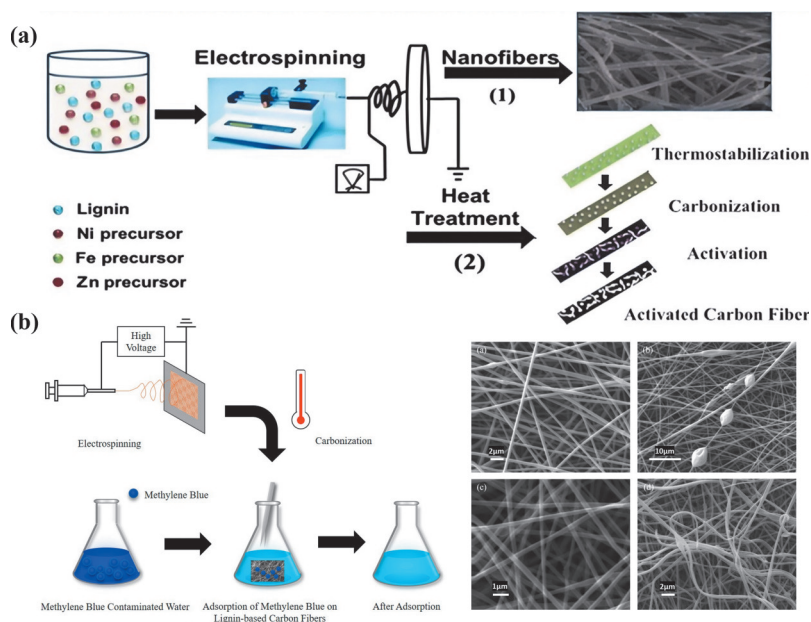 (a)
Electrospinning
Nanofibers
(1)
Thermostabilization
Heat
Treatment
(2)
Carbonization
Activation
Activated Carbon Fiber
Lignin
Ni precursor
Fe precursor
Zn precursor
(b)
High
Voltage
Electrospinning
Carbonization
Methylene Blue
Methylene Blue Contaminated Water
Adsorption of Methylene Blue on
Lignin-based Carbon Fibers
After Adsorption
(a)
2μm
(b)
10μm
(c)
1μm
(d)
2μm